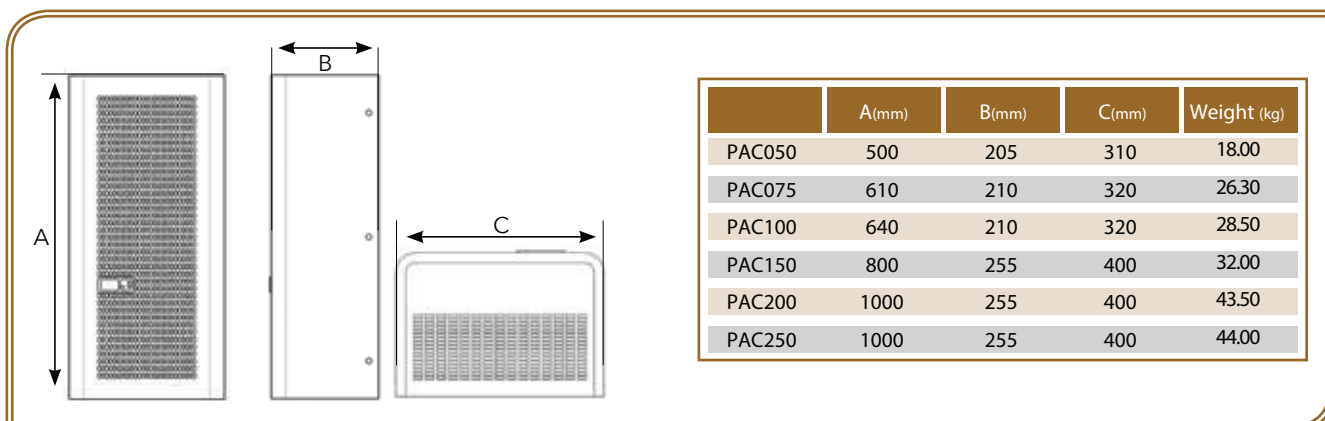 B
A
C
A(mm) B(mm) C(mm) Weight (kg)
PAC050 500 205 310 18.00
PAC075 610 210 320 26.30
PAC100 640 210 320 28.50
PAC150 800 255 400 32.00
PAC200 1000 255 400 43.50
PAC250 1000 255 400 44.00